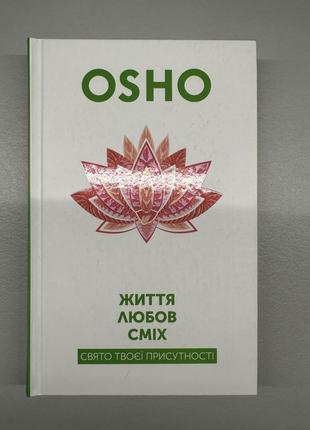 OSHO
ЖИТТЯ
ЛЮБОВ
СМІХ
СВЯТО ТВОЄЇ ПРИСУТНОСТІ